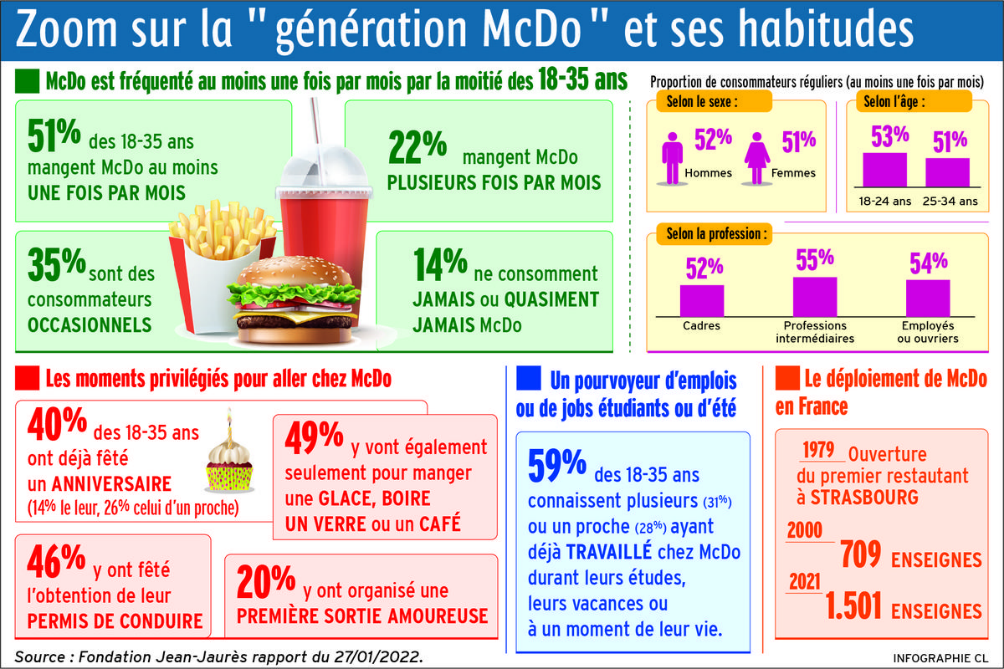 Zoom sur la "génération McDo" et ses habitudes
McDo est fréquenté au moins une fois par mois par la moitié des 18-35 ans
51% des 18-35 ans
mangent McDo au moins
UNE FOIS PAR MOIS
22% mangent McDo
PLUSIEURS FOIS PAR MOIS
35% sont des
consommateurs
OCCASIONNELS
14% ne consomment
JAMAIS ou QUASIMENT
JAMAIS McDo
Proportion de consommateurs réguliers (au moins une fois par mois)
Selon le sexe :
52%
Hommes
51%
Femmes
Selon l'âge :
53%
51%
18-24 ans
25-34 ans
Selon la profession :
52%
55%
54%
Cadres
Professions
intermédiaires
Employés
ou ouvriers
Les moments privilégiés pour aller chez McDo
40% des 18-35 ans
ont déjà fêté
un ANNIVERSAIRE
(14% le leur, 26% celui d'un proche)
49% y vont également
seulement pour manger
une GLACE, BOIRE
UN VERRE ou un CAFÉ
46% y ont fêté
l'obtention de leur
PERMIS DE CONDUIRE
20% y ont organisé une
PREMIÈRE SORTIE AMOUREUSE
Un pourvoyeur d'emplois
ou de jobs étudiants ou d'été
59% des 18-35 ans
connaissent plusieurs (31%)
ou un proche (28%) ayant
déjà TRAVAILLÉ chez McDo
durant leurs études,
leurs vacances ou
à un moment de leur vie.
Le déploiement de McDo
en France
1979 Ouverture
du premier restautant
à STRASBOURG
2000
709 ENSEIGNES
2021
1.501 ENSEIGNES
Source : Fondation Jean-Jaurès rapport du 27/01/2022.
INFOGRAPHIE CL